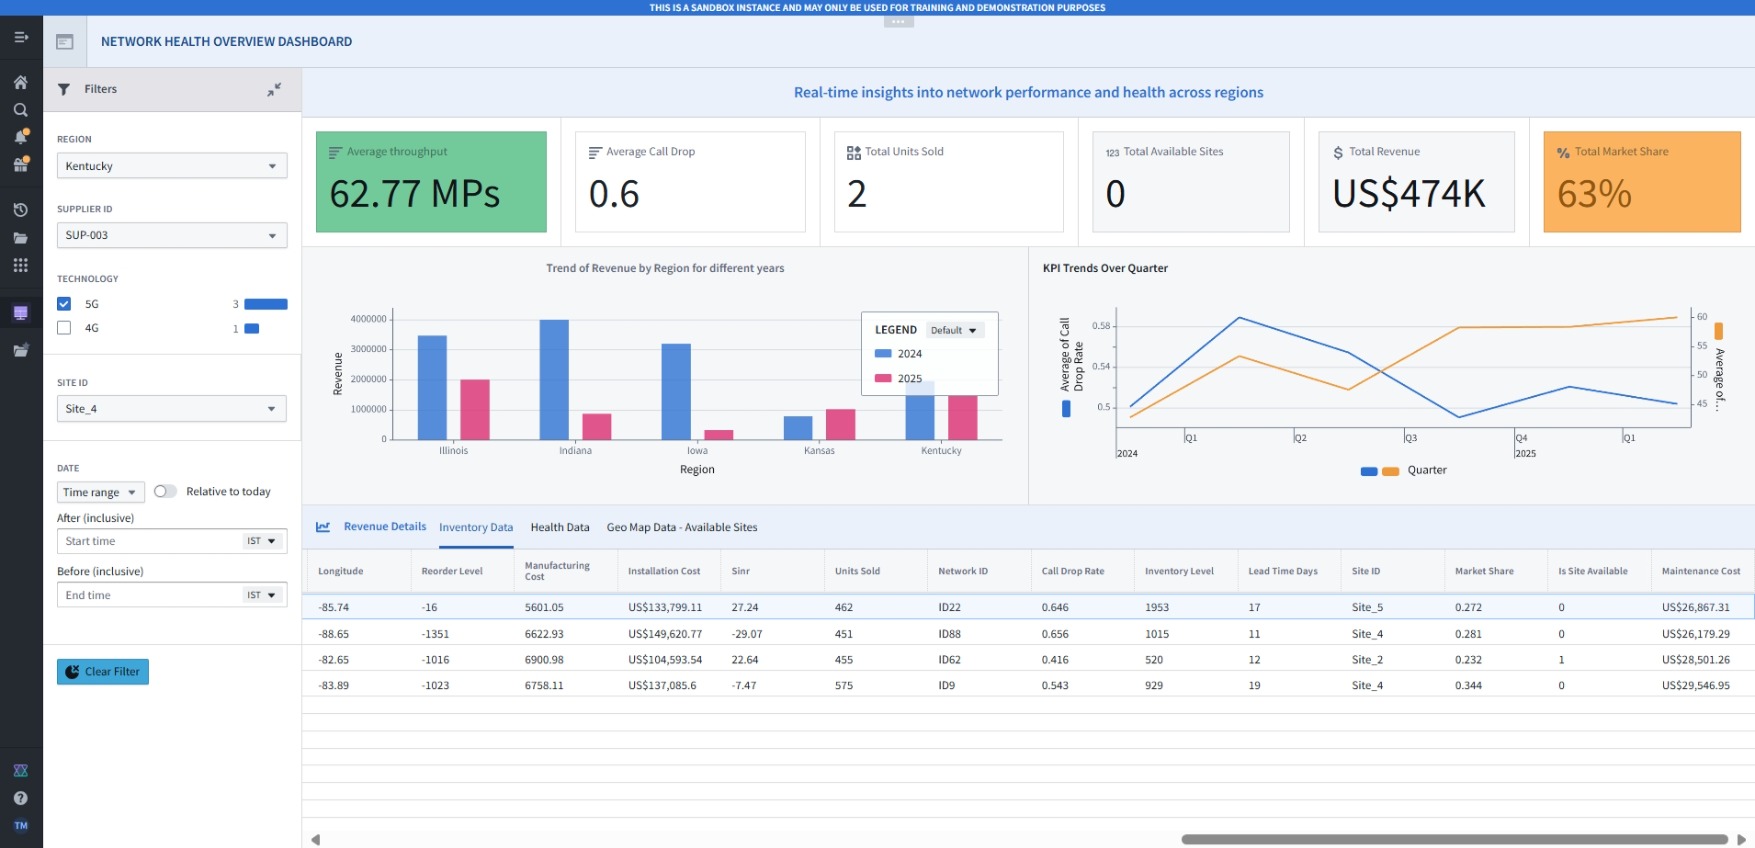 THIS IS A SANDBOX INSTANCE AND MAY ONLY BE USED FOR TRAINING AND DEMONSTRATION PURPOSES
NETWORK HEALTH OVERVIEW DASHBOARD
Filters
REGION
Kentucky
SUPPLIER ID
SUP-003
TECHNOLOGY
5G 3
4G 1
SITE ID
Site_4
DATE
Time range Relative to today
After (inclusive)
Start time IST
Before (inclusive)
End time IST
Clear Filter
TM
Real-time insights into network performance and health across regions
Average throughput
62.77 MPs
Average Call Drop
0.6
Total Units Sold
2
123 Total Available Sites
0
$ Total Revenue
US$474K
% Total Market Share
63%
Trend of Revenue by Region for different years
Revenue
4000000
3000000
2000000
1000000
0
Illinois Indiana Iowa Kansas Kentucky
Region
LEGEND Default
2024
2025
KPI Trends Over Quarter
Average of Call
Drop Rate
0.58
0.54
0.5
60
55
50
45
Average of...
Q1 Q2 Q3 Q4 Q1
2024 2025
Quarter
Revenue Details Inventory Data Health Data Geo Map Data - Available Sites
Longitude Reorder Level Manufacturing Cost Installation Cost Sinr Units Sold Network ID Call Drop Rate Inventory Level Lead Time Days Site ID Market Share Is Site Available Maintenance Cost
-85.74 -16 5601.05 US$133,799.11 27.24 462 ID22 0.646 1953 17 Site_5 0.272 0 US$26,867.31
-88.65 -1351 6622.93 US$149,620.77 -29.07 451 ID88 0.656 1015 11 Site_4 0.281 0 US$26,179.29
-82.65 -1016 6900.98 US$104,593.54 22.64 455 ID62 0.416 520 12 Site_2 0.232 1 US$28,501.26
-83.89 -1023 6758.11 US$137,085.6 -7.47 575 ID9 0.543 929 19 Site_4 0.344 0 US$29,546.95